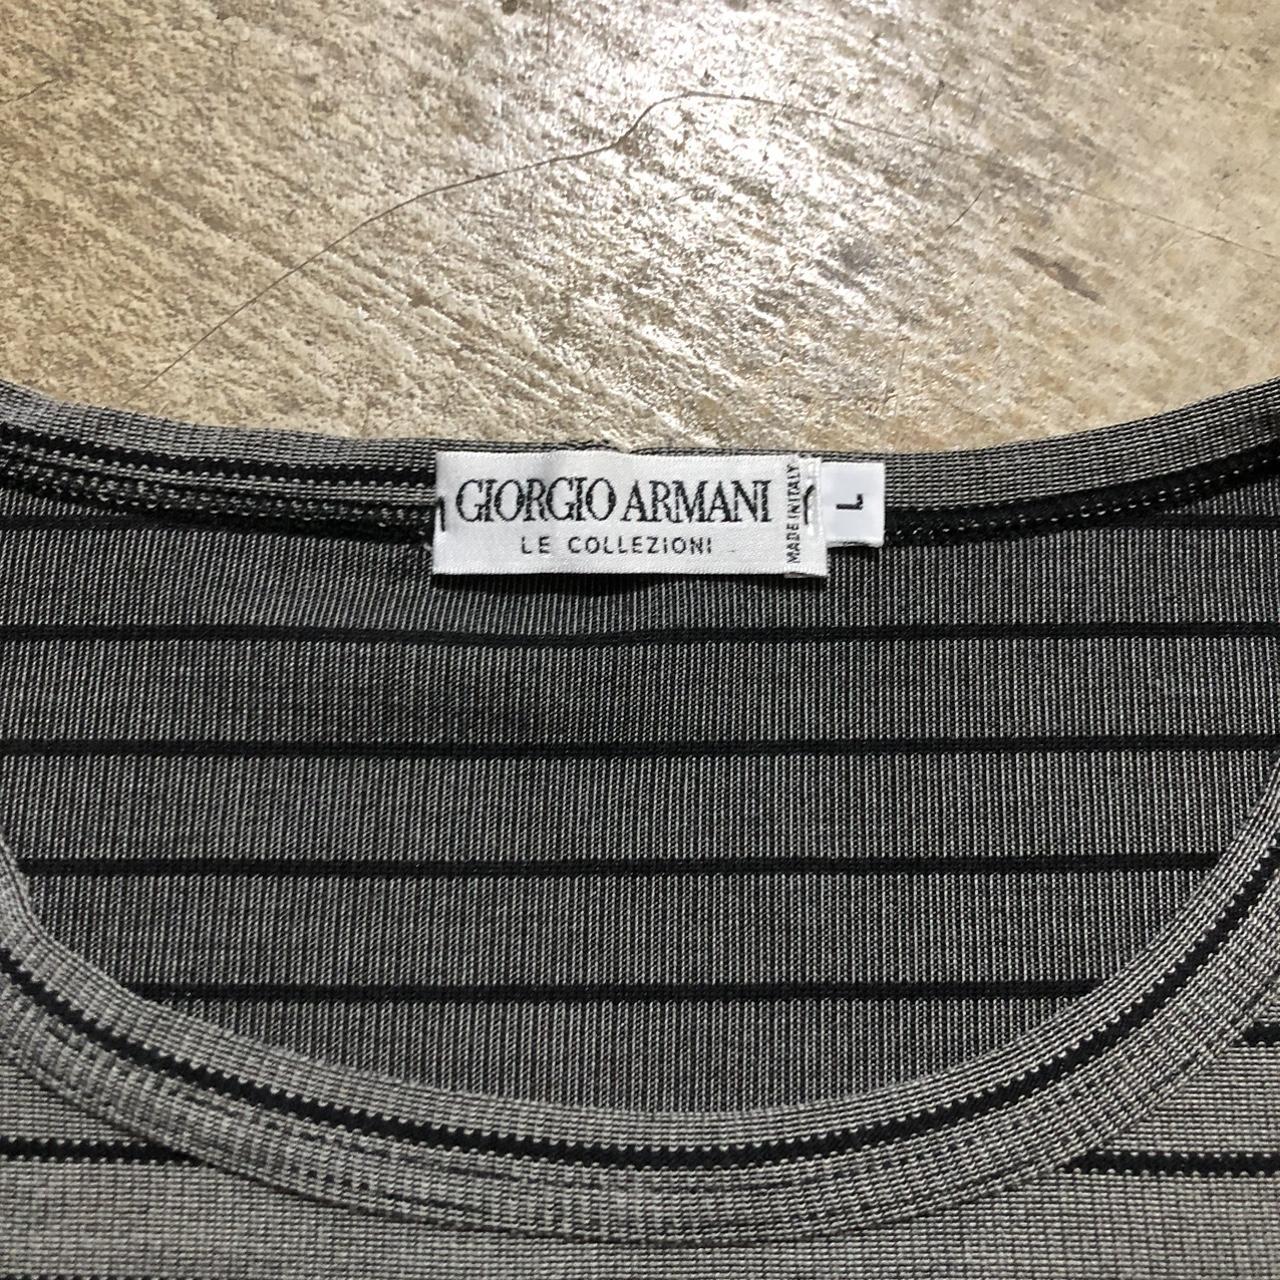 GIORGIO ARMANI
LE COLLEZIONI
MADE IN ITALY
L